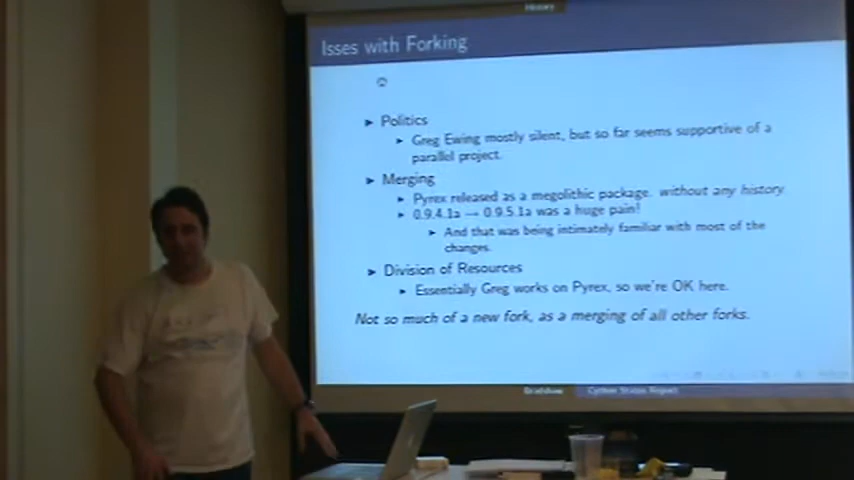 History
Isses with Forking
Politics
Greg Ewing mostly silent, but so far seems supportive of a
parallel project.
Merging
Pyrex released as a megolithic package. without any history
0.9.4.1a → 0.9.5.1a was a huge pain!
And that was being intimately familiar with most of the
changes.
Division of Resources
Essentially Greg works on Pyrex, so we're OK here.
Not so much of a new fork, as a merging of all other forks.
Bradshaw Cython Status Report